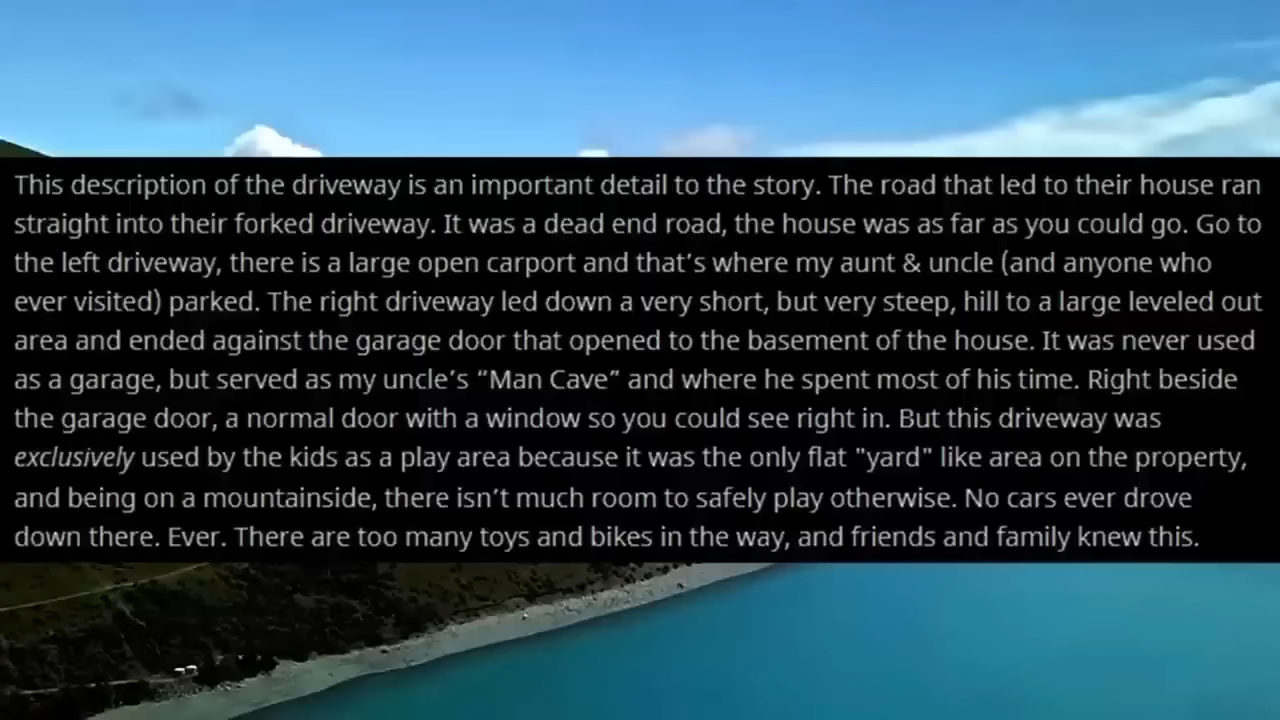 This description of the driveway is an important detail to the story. The road that led to their house ran
straight into their forked driveway. It was a dead end road, the house was as far as you could go. Go to
the left driveway, there is a large open carport and that’s where my aunt & uncle (and anyone who
ever visited) parked. The right driveway led down a very short, but very steep, hill to a large leveled out
area and ended against the garage door that opened to the basement of the house. It was never used
as a garage, but served as my uncle’s “Man Cave” and where he spent most of his time. Right beside
the garage door, a normal door with a window so you could see right in. But this driveway was
exclusively used by the kids as a play area because it was the only flat "yard" like area on the property,
and being on a mountainside, there isn’t much room to safely play otherwise. No cars ever drove
down there. Ever. There are too many toys and bikes in the way, and friends and family knew this.